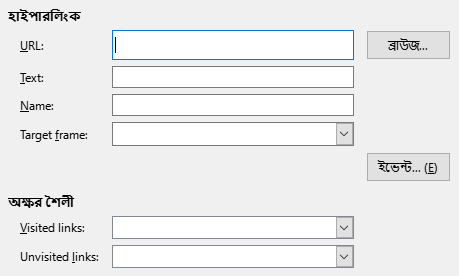 হাইপারলিংক
URL:
ব্রাউজ...
Text:
Name:
Target frame:
ইভেন্ট... (E)
অক্ষর শৈলী
Visited links:
Unvisited links: